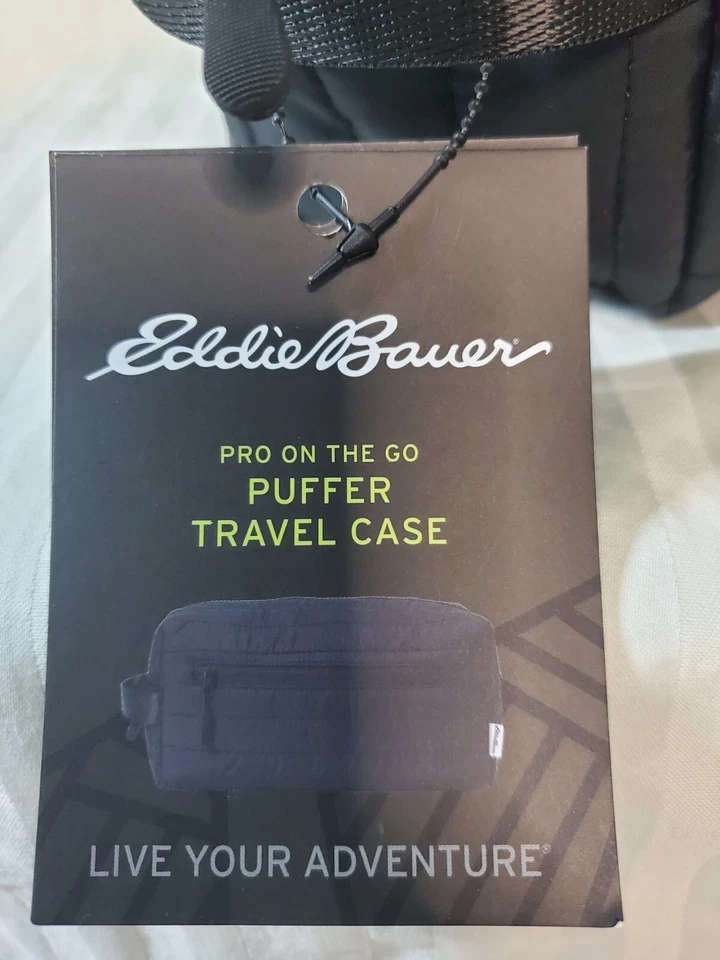 Eddie Bauer®
PRO ON THE GO
PUFFER
TRAVEL CASE
LIVE YOUR ADVENTURE®